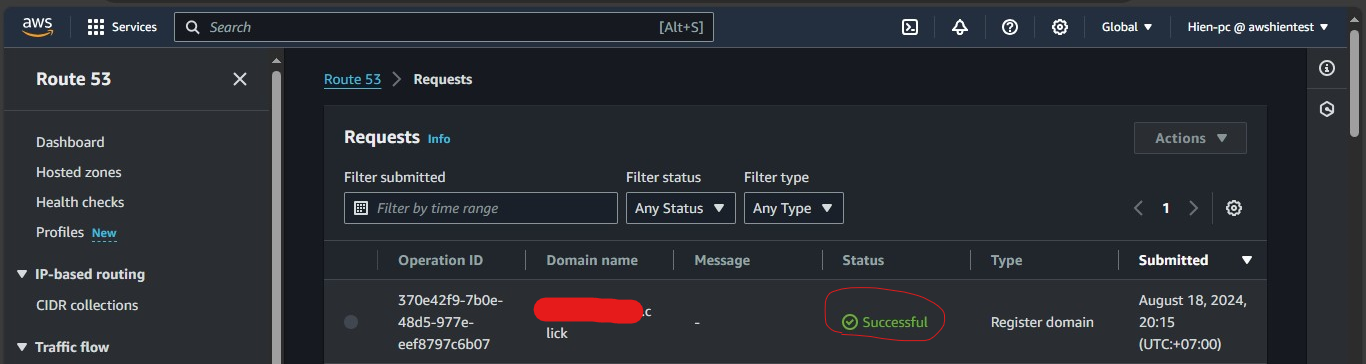 aws
Services
Search
[Alt+S]
Global
Hien-pc @ awshientest
Route 53
Dashboard
Hosted zones
Health checks
Profiles New
IP-based routing
CIDR collections
Traffic flow
Route 53 > Requests
Requests Info
Actions
Filter submitted
Filter by time range
Filter status
Any Status
Filter type
Any Type
1
Operation ID
Domain name
Message
Status
Type
Submitted
370e42f9-7b0e-
48d5-977e-
eef8797c6b07
.c
lick
-
Successful
Register domain
August 18, 2024,
20:15
(UTC:+07:00)